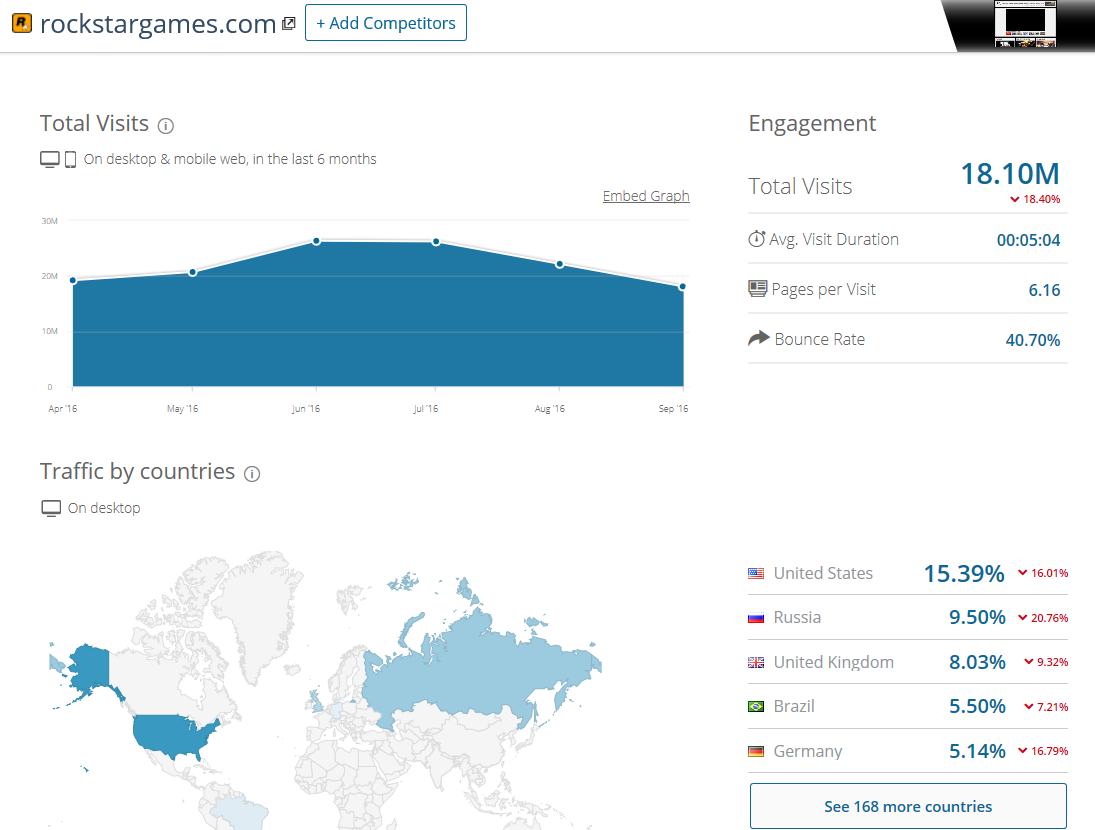 rockstargames.com
+ Add Competitors
Total Visits
On desktop & mobile web, in the last 6 months
Embed Graph
30M
20M
10M
0
Apr '16 May '16 Jun '16 Jul '16 Aug '16 Sep '16
Engagement
Total Visits 18.10M
18.40%
Avg. Visit Duration 00:05:04
Pages per Visit 6.16
Bounce Rate 40.70%
Traffic by countries
On desktop
United States 15.39% 16.01%
Russia 9.50% 20.76%
United Kingdom 8.03% 9.32%
Brazil 5.50% 7.21%
Germany 5.14% 16.79%
See 168 more countries